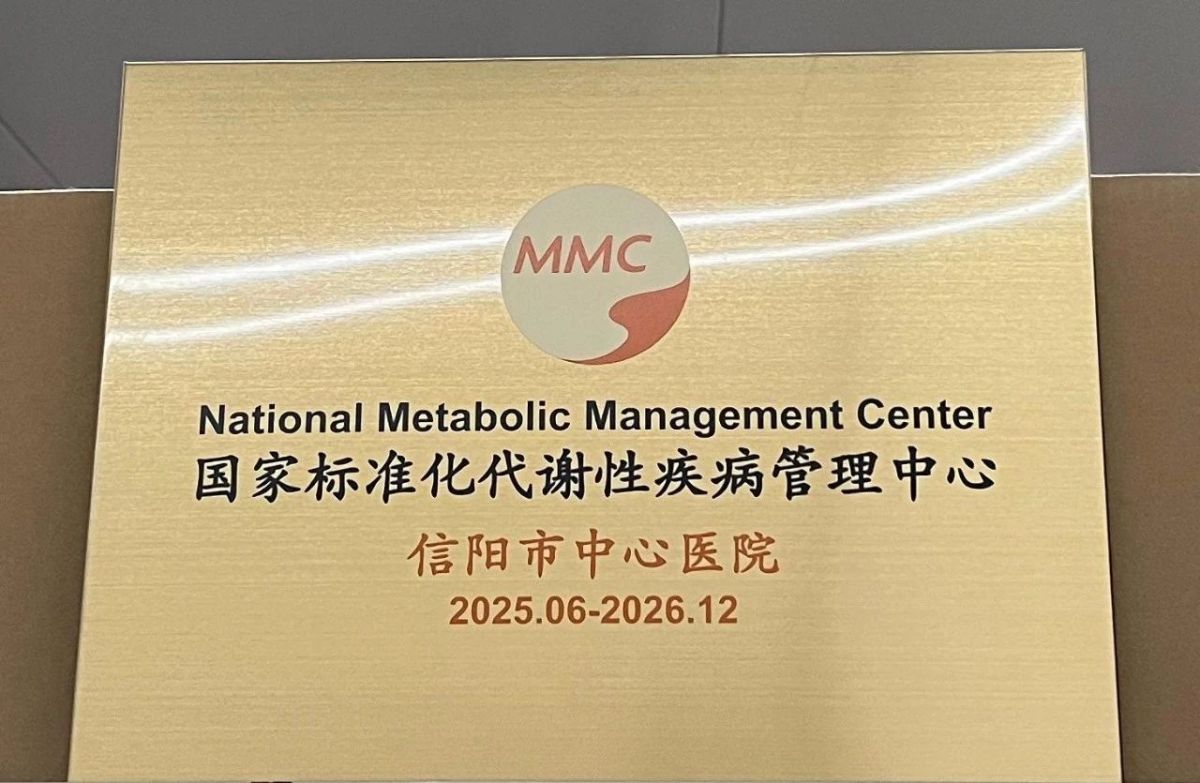 MMC
National Metabolic Management Center
国家标准化代谢性疾病管理中心
信阳市中心医院
2025.06-2026.12